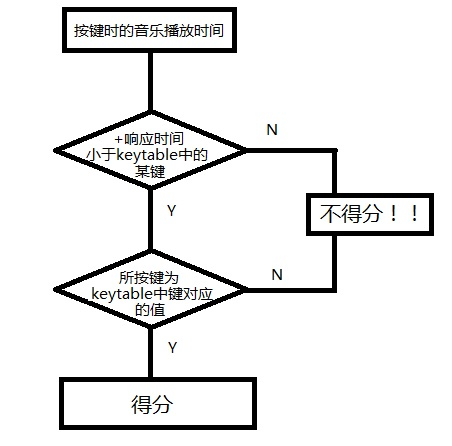 按键时的音乐播放时间
+响应时间
小于keytable中的
某键
N
Y
不得分！！
所按键为
keytable中键对应
的值
N
Y
得分